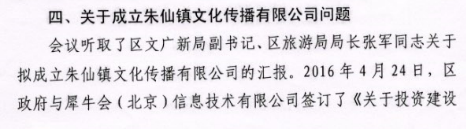 四、关于成立朱仙镇文化传播有限公司问题
会议听取了区文广新局副书记、区旅游局局长张军同志关于
拟成立朱仙镇文化传播有限公司的汇报。2016 年 4 月 24 日，区
政府与犀牛会（北京）信息技术有限公司签订了《关于投资建设